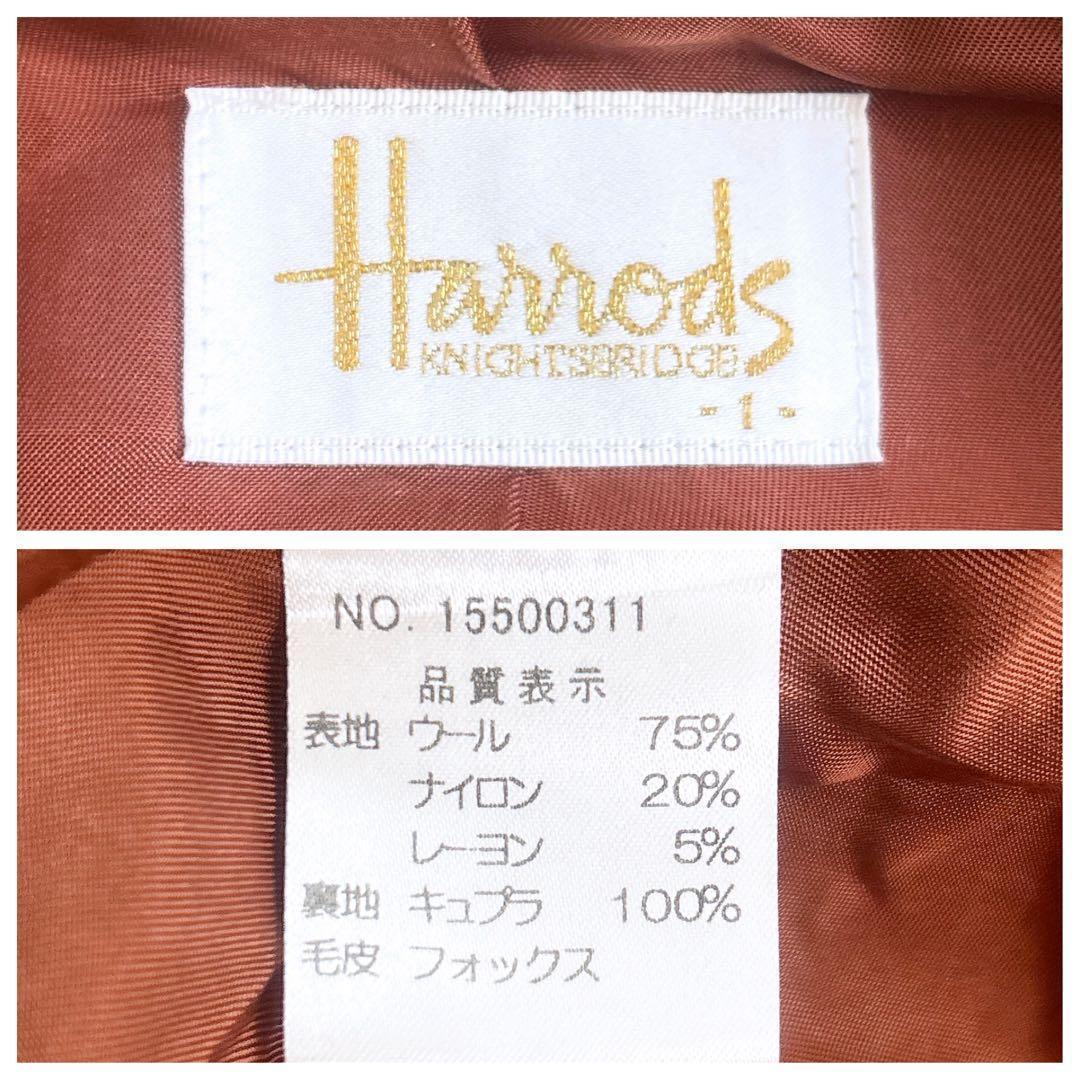 Harrods
KNIGHTSBRIDGE
- 1 -
NO. 15500311
品質表示
表地 ウール 75%
ナイロン 20%
レーヨン 5%
裏地 キュプラ 100%
毛皮 フォックス